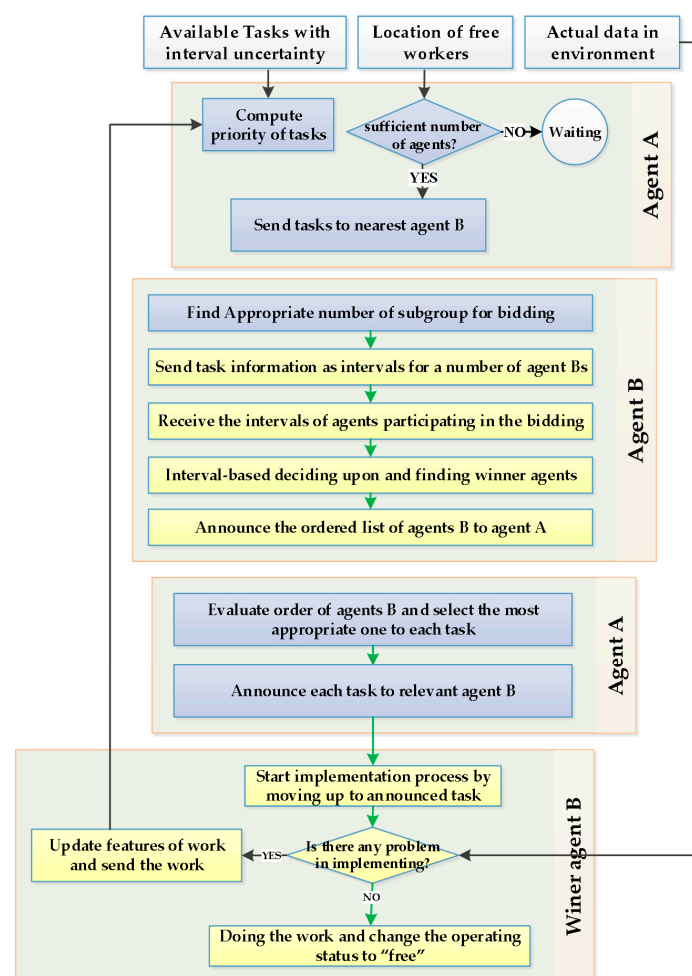 Available Tasks with
interval uncertainty
Location of free
workers
Actual data in
environment
Compute
priority of tasks
sufficient number
of agents?
NO
Waiting
YES
Send tasks to nearest agent B
Agent A
Find Appropriate number of subgroup for bidding
Send task information as intervals for a number of agent Bs
Receive the intervals of agents participating in the bidding
Interval-based deciding upon and finding winner agents
Announce the ordered list of agents B to agent A
Agent B
Evaluate order of agents B and select the most
appropriate one to each task
Announce each task to relevant agent B
Agent A
Start implementation process by
moving up to announced task
Is there any problem
in implementing?
YES
Update features of work
and send the work
NO
Doing the work and change the operating
status to “free”
Winer agent B